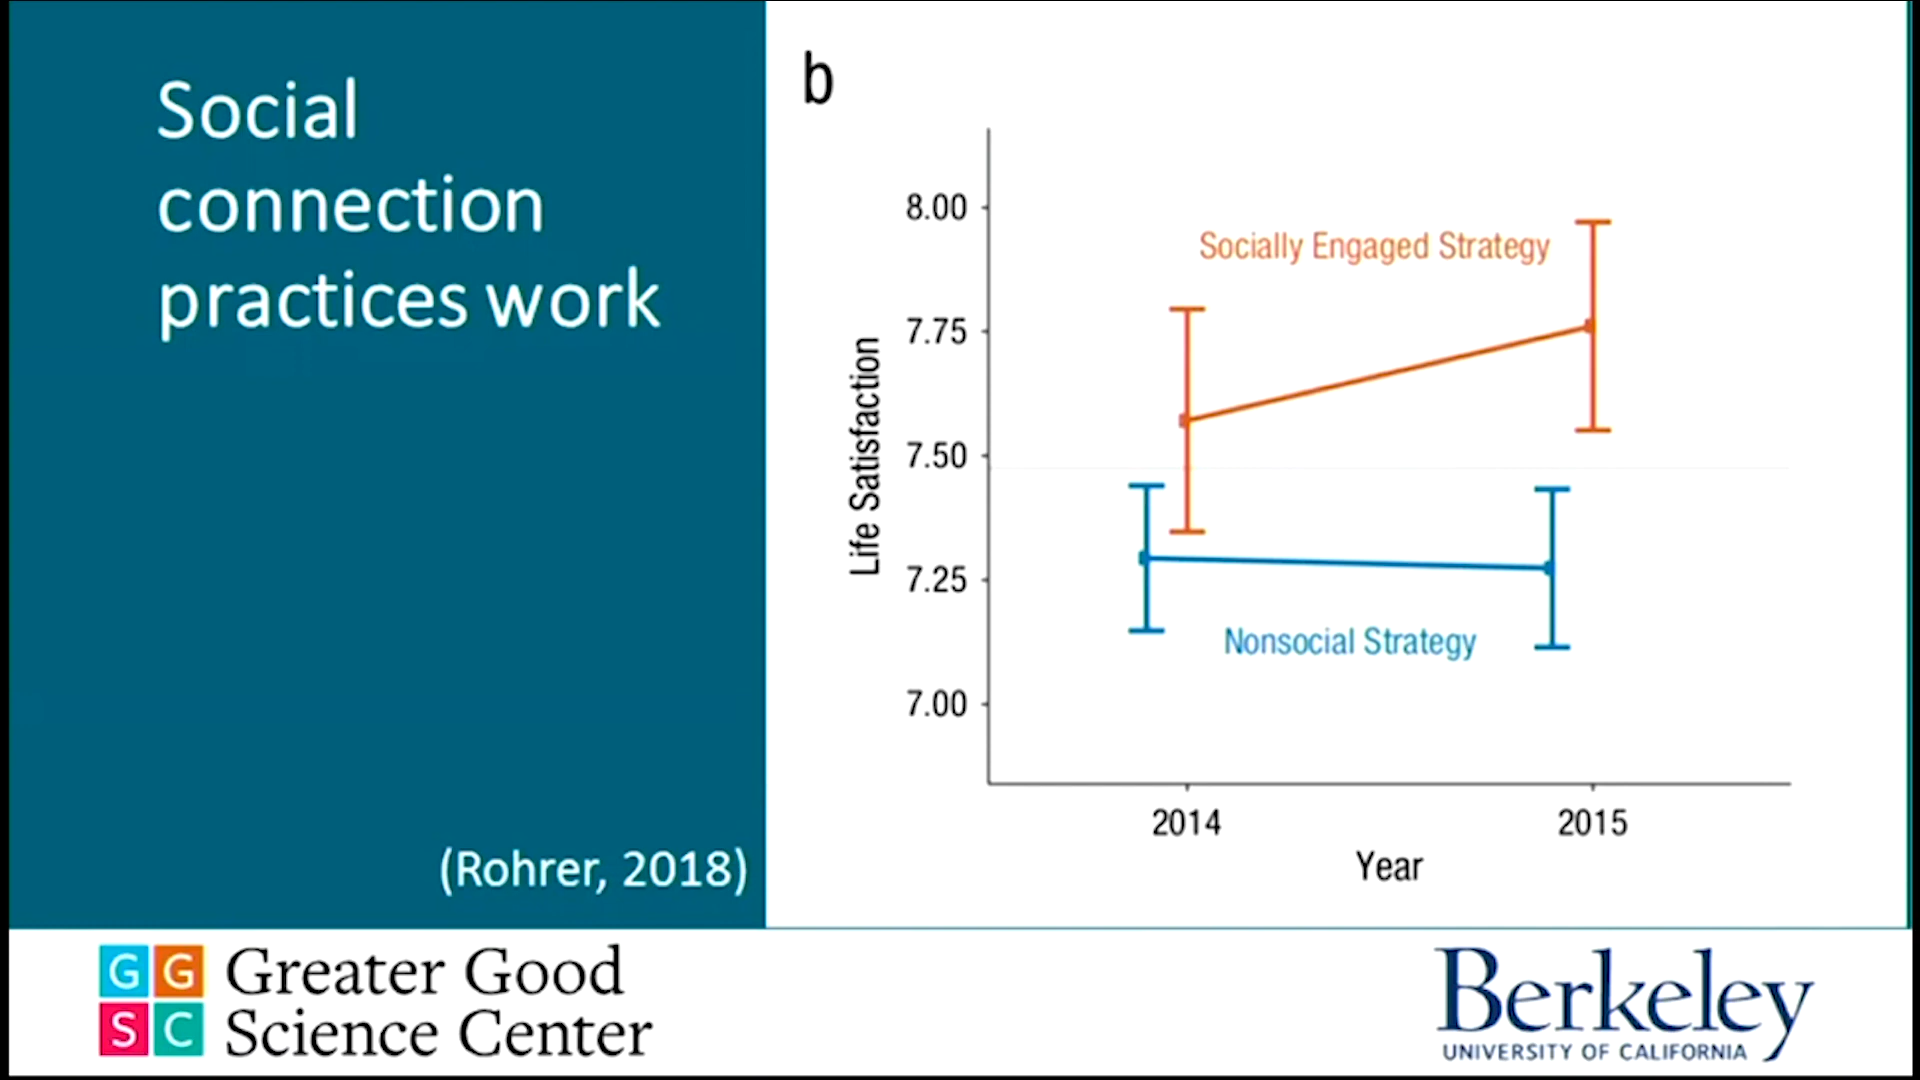 Social
connection
practices work
(Rohrer, 2018)
b
8.00
7.75
7.50
7.25
7.00
Life Satisfaction
Socially Engaged Strategy
Nonsocial Strategy
2014
2015
Year
G G
S C
Greater Good
Science Center
Berkeley
UNIVERSITY OF CALIFORNIA